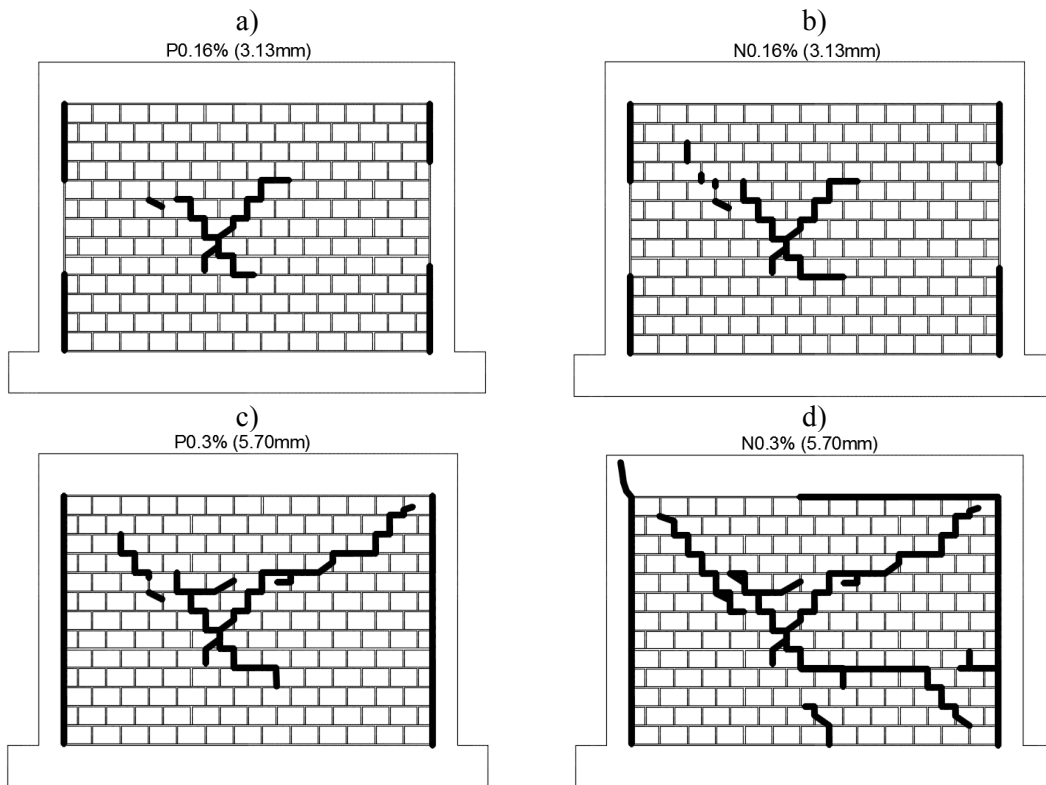 a)
P0.16% (3.13mm)
b)
N0.16% (3.13mm)
c)
P0.3% (5.70mm)
d)
N0.3% (5.70mm)